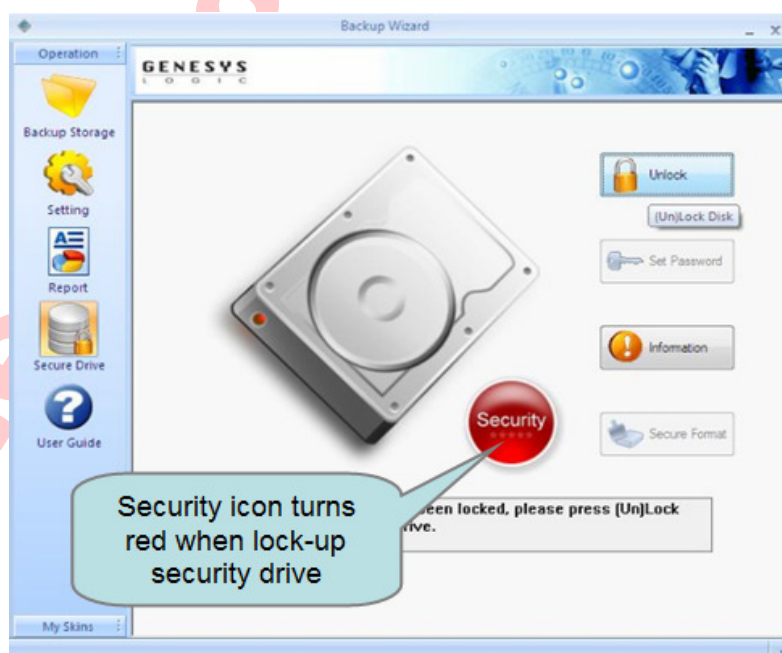 Backup Wizard
Operation
GENESYS
LOGIC
Backup Storage
Setting
Report
Secure Drive
User Guide
Unlock
(Un)Lock Disk
Set Password
Information
Secure Format
Security
*****
Security icon turns
red when lock-up
security drive
been locked, please press (Un)Lock
My Skins